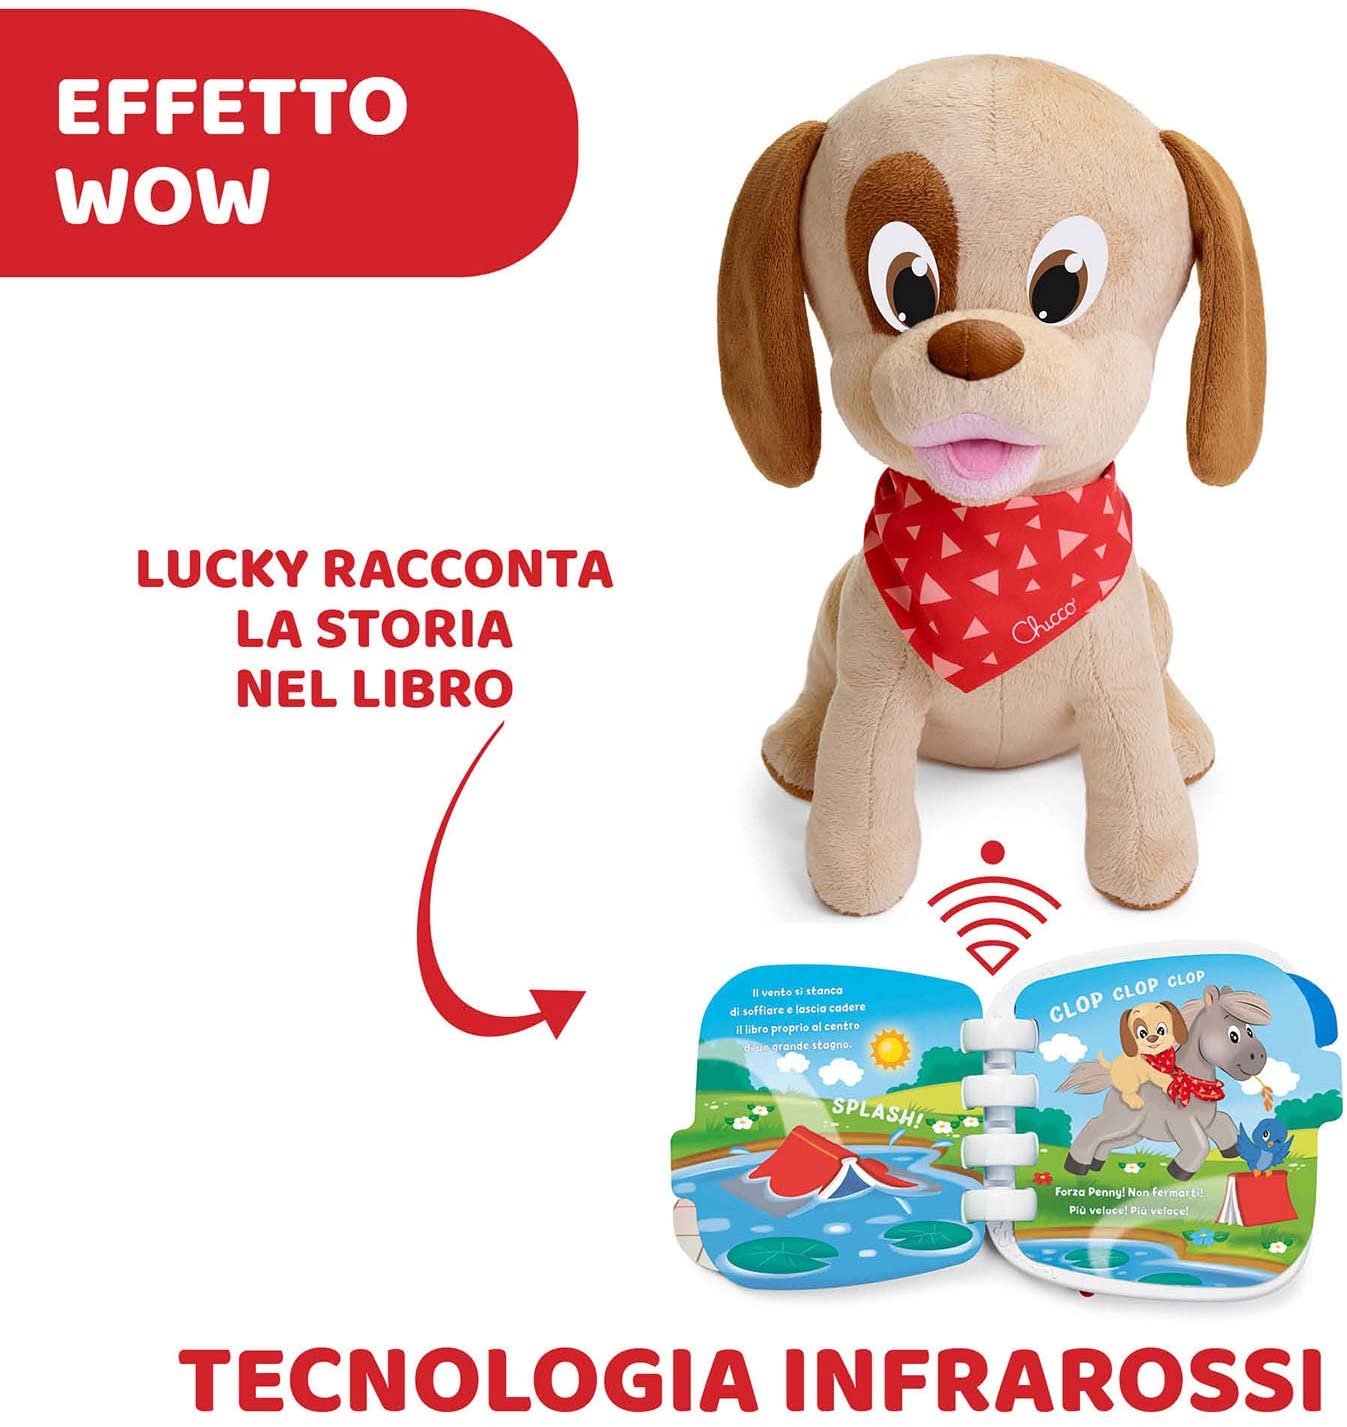 EFFETTO
WOW
LUCKY RACCONTA
LA STORIA
NEL LIBRO
Chicco
Il vento si stanca
di soffiare e lascia cadere
il libro proprio al centro
di un grande stagno.
SPLASH!
CLOP CLOP CLOP
Forza Penny! Non fermarti!
Più veloce! Più veloce!
TECNOLOGIA INFRAROSSI